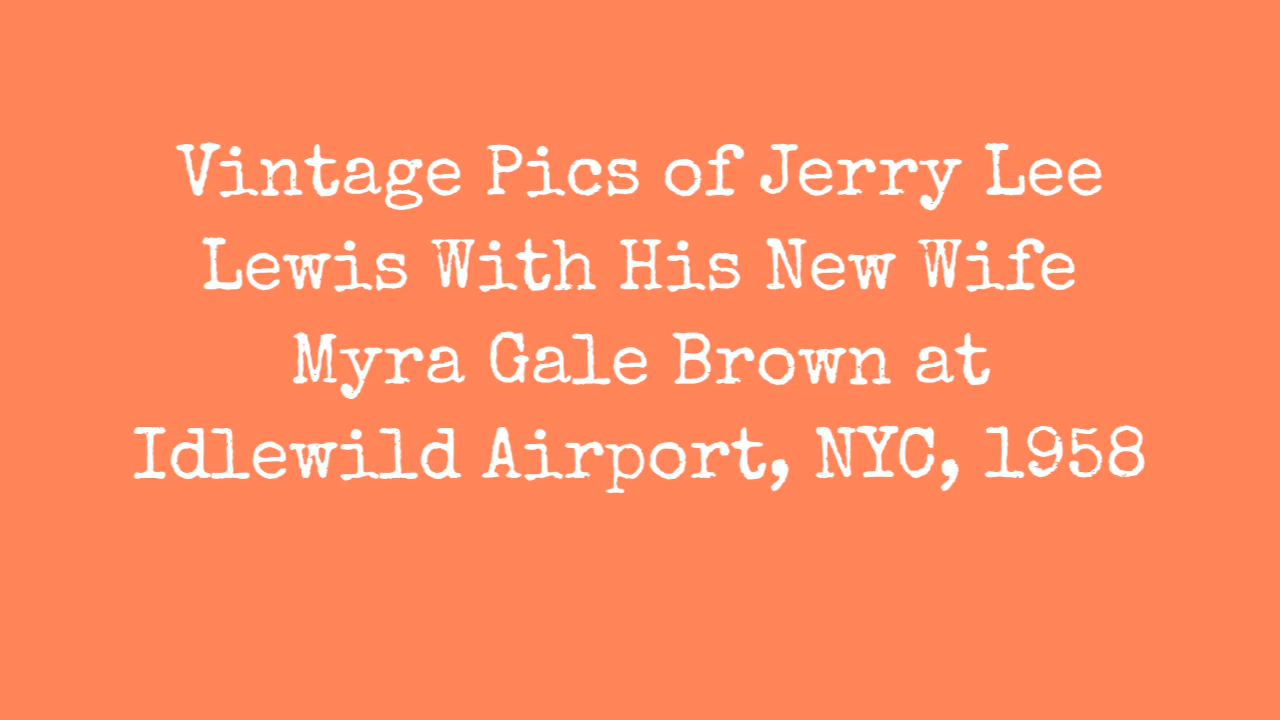 Vintage Pics of Jerry Lee
Lewis With His New Wife
Myra Gale Brown at
Idlewild Airport, NYC, 1958